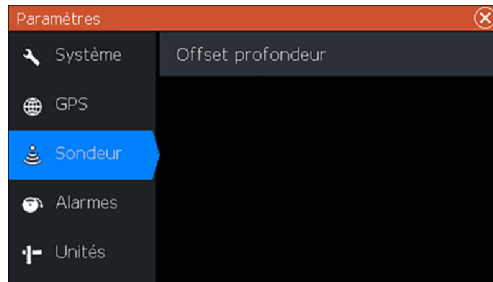 Paramètres
Système
Offset profondeur
GPS
Sondeur
Alarmes
Unités